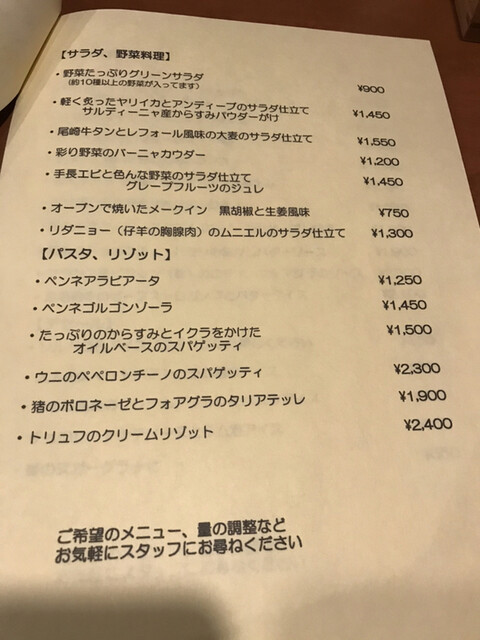 【サラダ、野菜料理】
・野菜たっぷりグリーンサラダ ¥900
(約10種以上の野菜が入ってます)
・軽く炙ったヤリイカとアンディーブのサラダ仕立て
サルディーニャ産からすみパウダーがけ ¥1,450
・尾崎牛タンとレフォール風味の大麦のサラダ仕立て ¥1,550
・彩り野菜のバーニャカウダー ¥1,200
・手長エビと色んな野菜のサラダ仕立て
グレープフルーツのジュレ ¥1,450
・オーブンで焼いたメークイン 黒胡椒と生姜風味 ¥750
・リダニョー（仔羊の胸腺肉）のムニエルのサラダ仕立て ¥1,300
【パスタ、リゾット】
・ペンネアラビアータ ¥1,250
・ペンネゴルゴンゾーラ ¥1,450
・たっぷりのからすみとイクラをかけた
オイルベースのスパゲッティ ¥1,500
・ウニのペペロンチーノのスパゲッティ ¥2,300
・猪のボロネーゼとフォアグラのタリアテッレ ¥1,900
・トリュフのクリームリゾット ¥2,400
ご希望のメニュー、量の調整など
お気軽にスタッフにお尋ねください